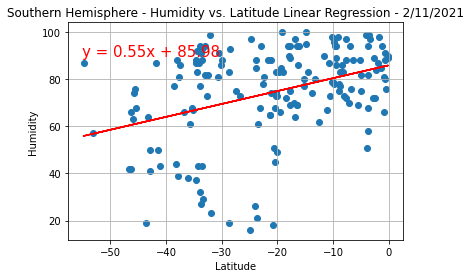 Southern Hemisphere - Humidity vs. Latitude Linear Regression - 2/11/2021
y = 0.55x + 85.98
Humidity
100
80
60
40
20
−50
−40
−30
−20
−10
0
Latitude